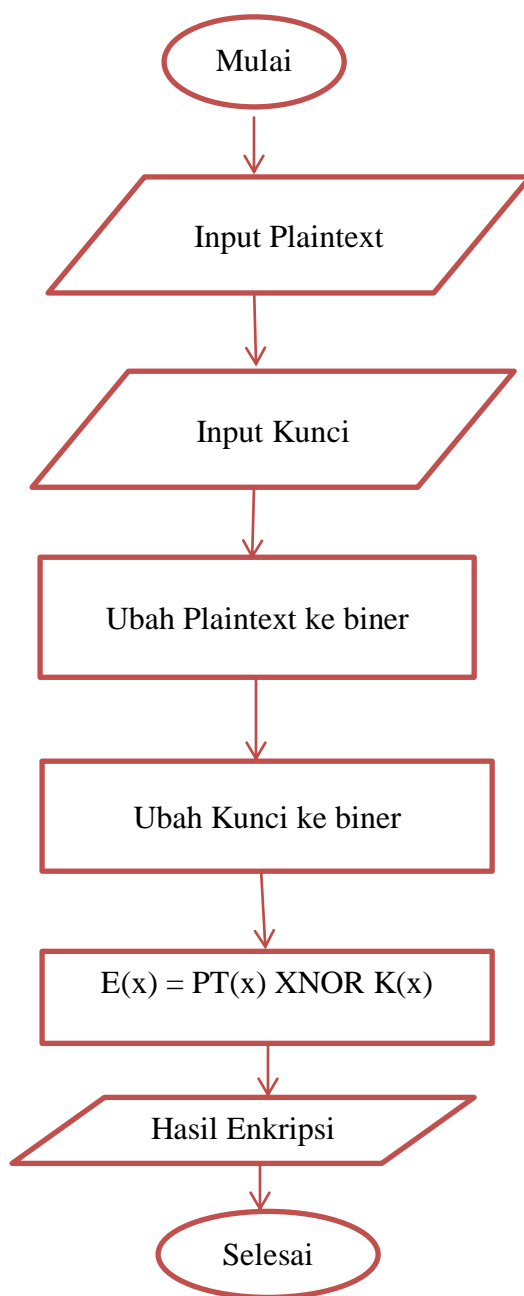 Mulai
Input Plaintext
Input Kunci
Ubah Plaintext ke biner
Ubah Kunci ke biner
E(x) = PT(x) XNOR K(x)
Hasil Enkripsi
Selesai